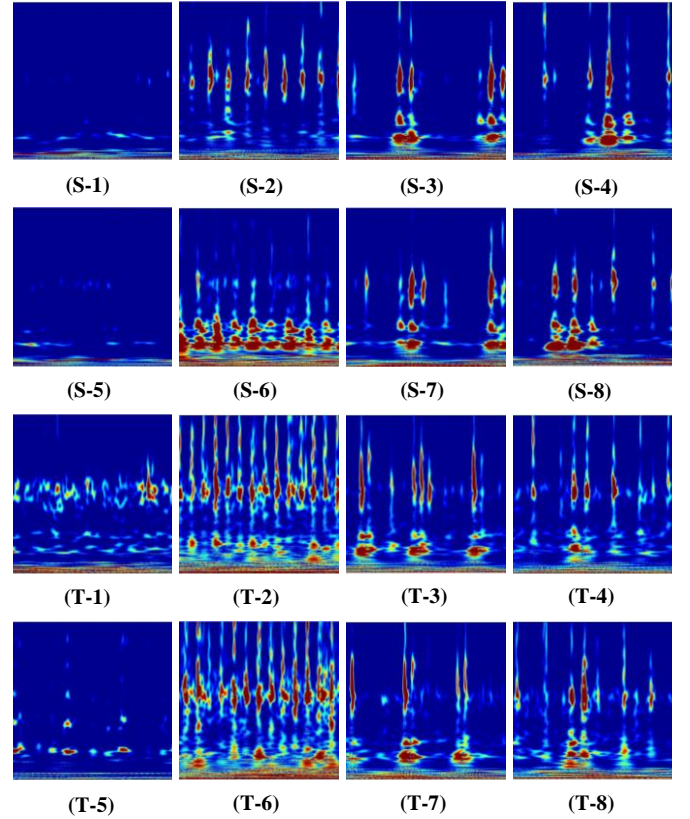 (S-1) (S-2) (S-3) (S-4)
(S-5) (S-6) (S-7) (S-8)
(T-1) (T-2) (T-3) (T-4)
(T-5) (T-6) (T-7) (T-8)